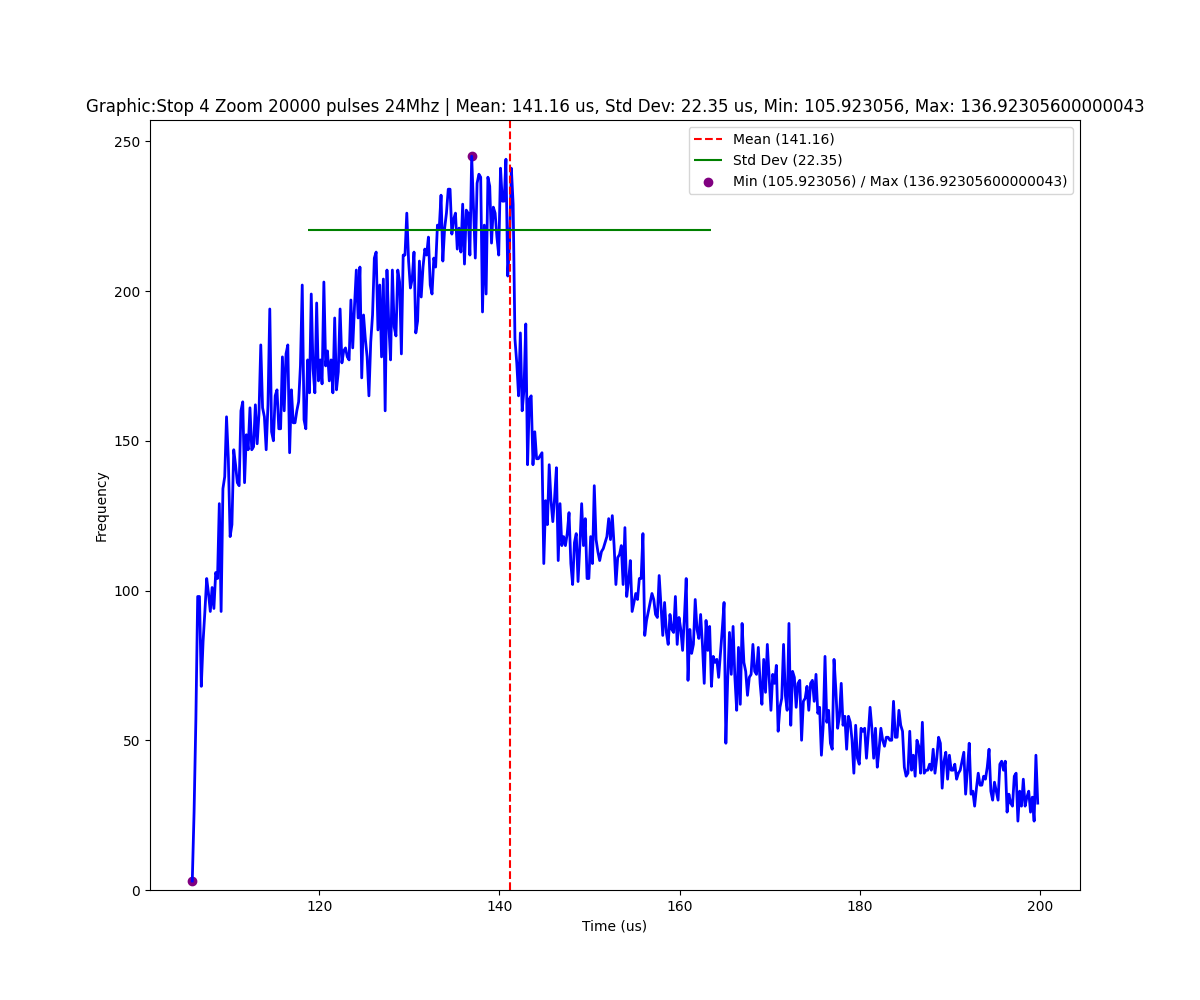 Graphic:Stop 4 Zoom 20000 pulses 24Mhz | Mean: 141.16 us, Std Dev: 22.35 us, Min: 105.923056, Max: 136.92305600000043
Mean (141.16)
Std Dev (22.35)
Min (105.923056) / Max (136.92305600000043)
250
200
150
100
50
0
Frequency
120
140
160
180
200
Time (us)